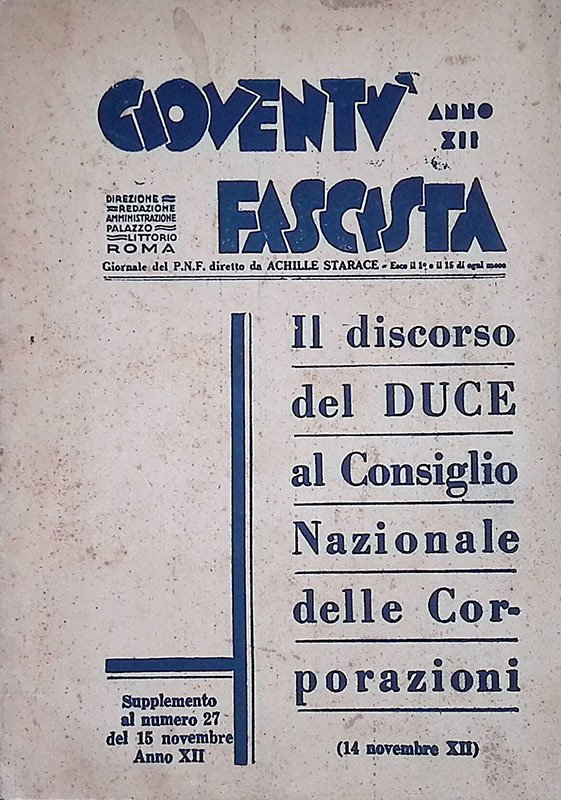 GIOVENTÙ
ANNO
XII
FASCISTA
DIREZIONE
REDAZIONE
AMMINISTRAZIONE
PALAZZO
LITTORIO
ROMA
Giornale del P.N.F. diretto da ACHILLE STARACE - Esce il 1º e il 15 di ogni mese
Il discorso
del DUCE
al Consiglio
Nazionale
delle Cor-
porazioni
(14 novembre XII)
Supplemento
al numero 27
del 15 novembre
Anno XII